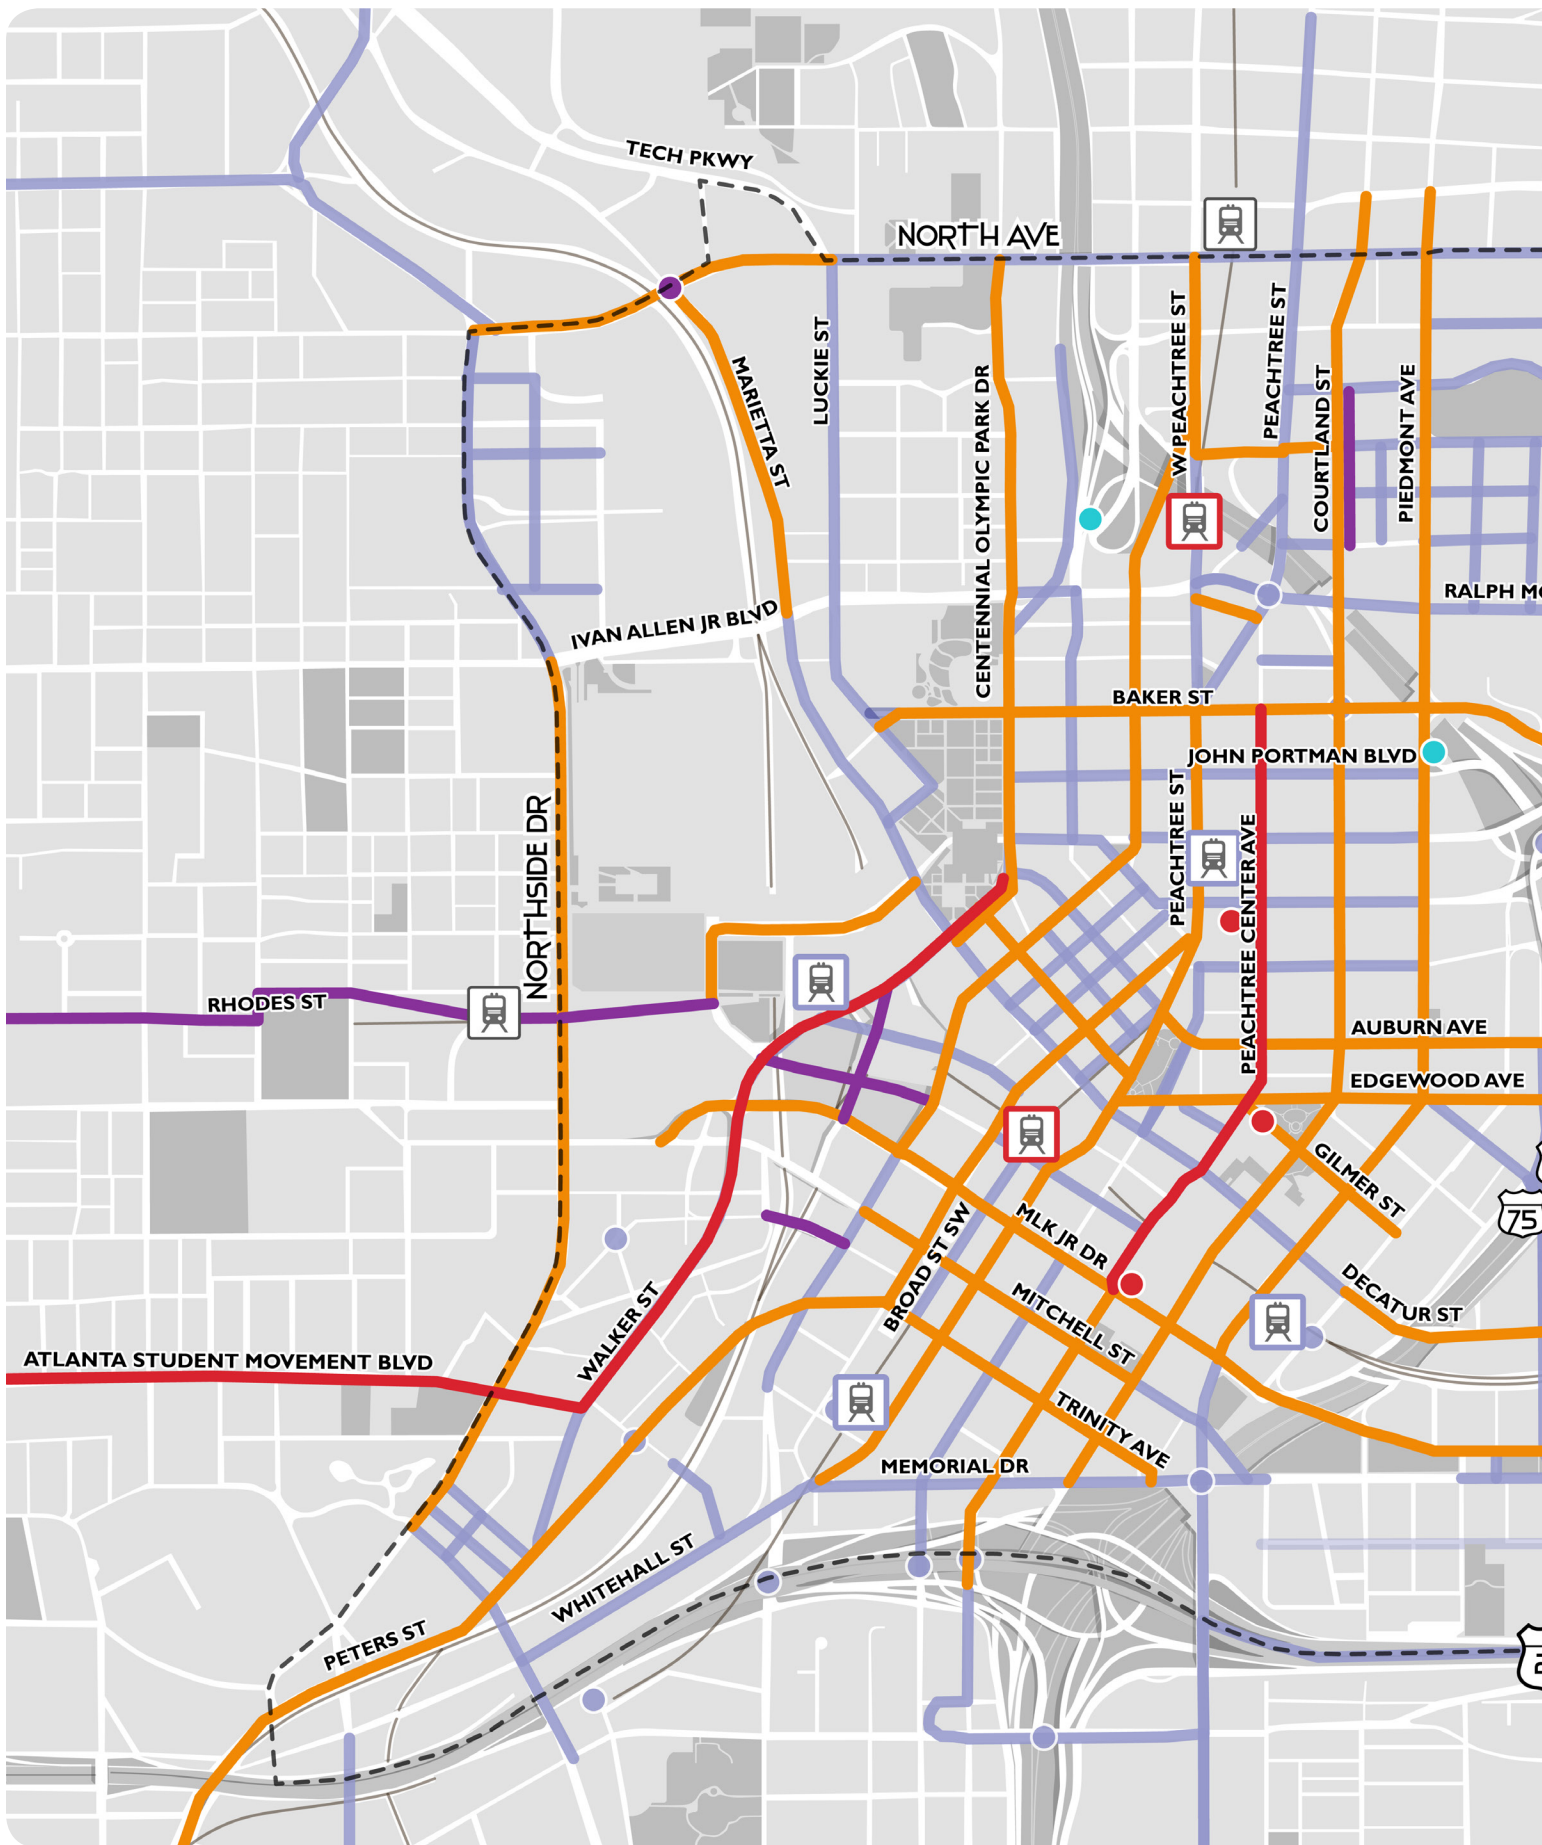 TECH PKWY
NORTH AVE
W PEACHTREE ST
PEACHTREE ST
LUCKIE ST
MARIETTA ST
CENTENNIAL OLYMPIC PARK DR
COURTLAND ST
PIEDMONT AVE
RALPH MC
IVAN ALLEN JR BLVD
BAKER ST
JOHN PORTMAN BLVD
PEACHTREE ST
NORTHSIDE DR
PEACHTREE CENTER AVE
RHODES ST
AUBURN AVE
EDGEWOOD AVE
GILMER ST
75
MLK JR DR
BROAD ST SW
DECATUR ST
MITCHELL ST
WALKER ST
ATLANTA STUDENT MOVEMENT BLVD
TRINITY AVE
MEMORIAL DR
WHITEHALL ST
PETERS ST
2